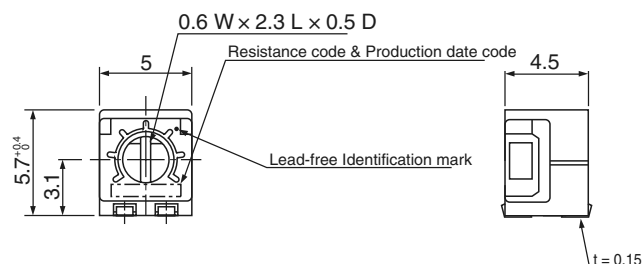 0.6 W × 2.3 L × 0.5 D
Resistance code & Production date code
5
4.5
5.7 +0.4 0
3.1
Lead-free Identification mark
t = 0.15